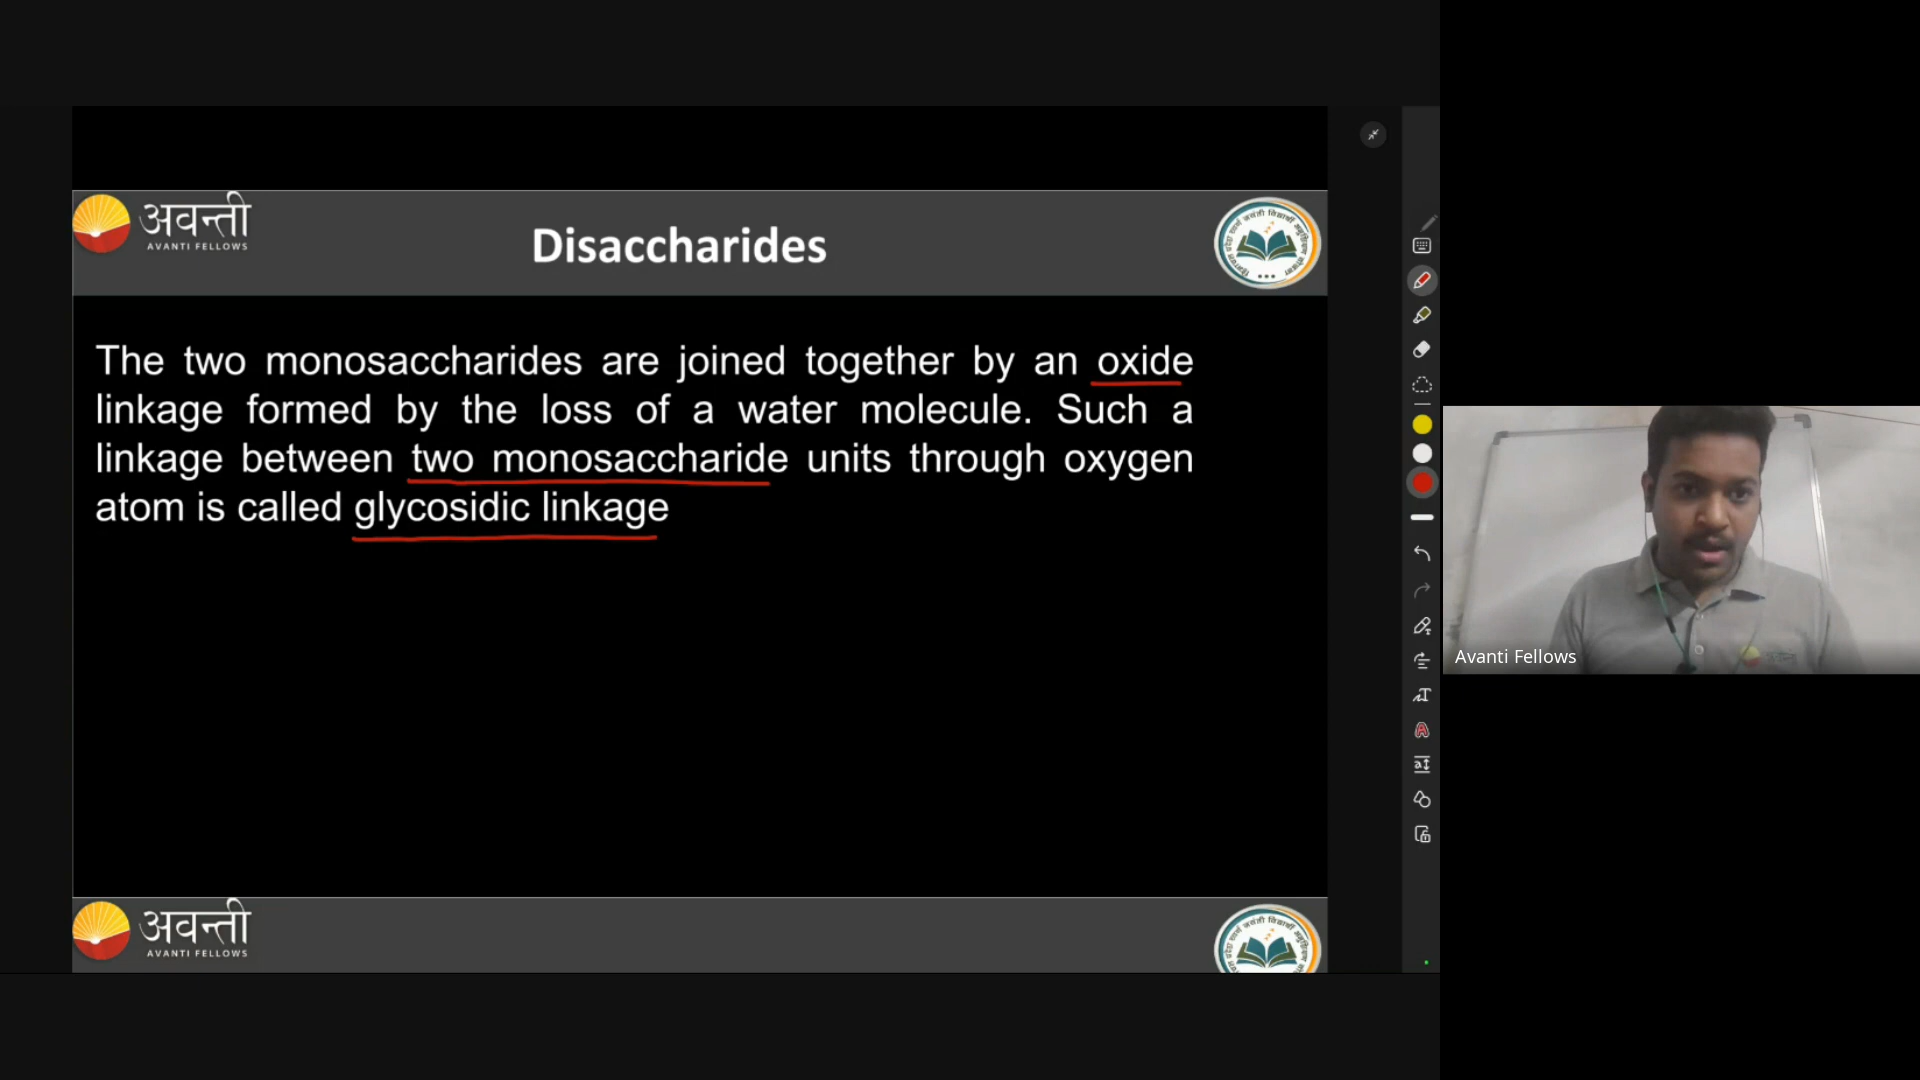 अवन्ती
AVANTI FELLOWS
Disaccharides
The two monosaccharides are joined together by an oxide
linkage formed by the loss of a water molecule. Such a
linkage between two monosaccharide units through oxygen
atom is called glycosidic linkage
Avanti Fellows
अवन्ती
AVANTI FELLOWS